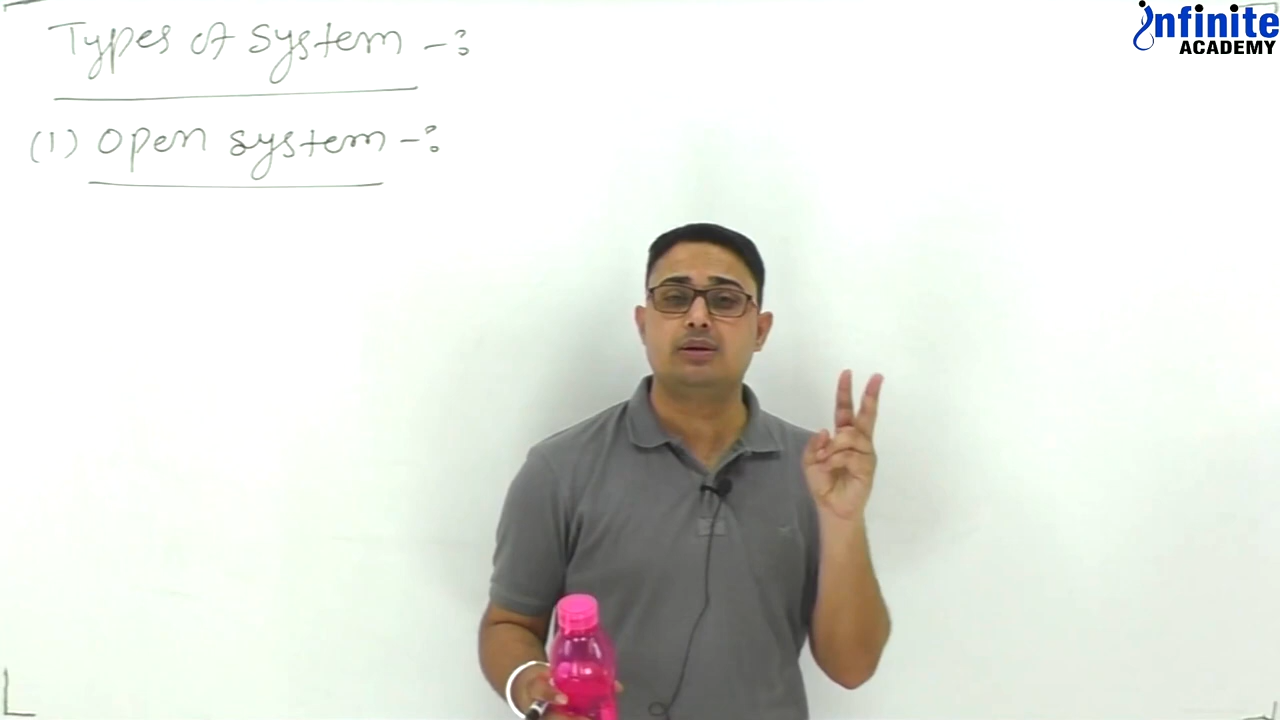 Types of system -:
(1) open system -:
infinite
ACADEMY